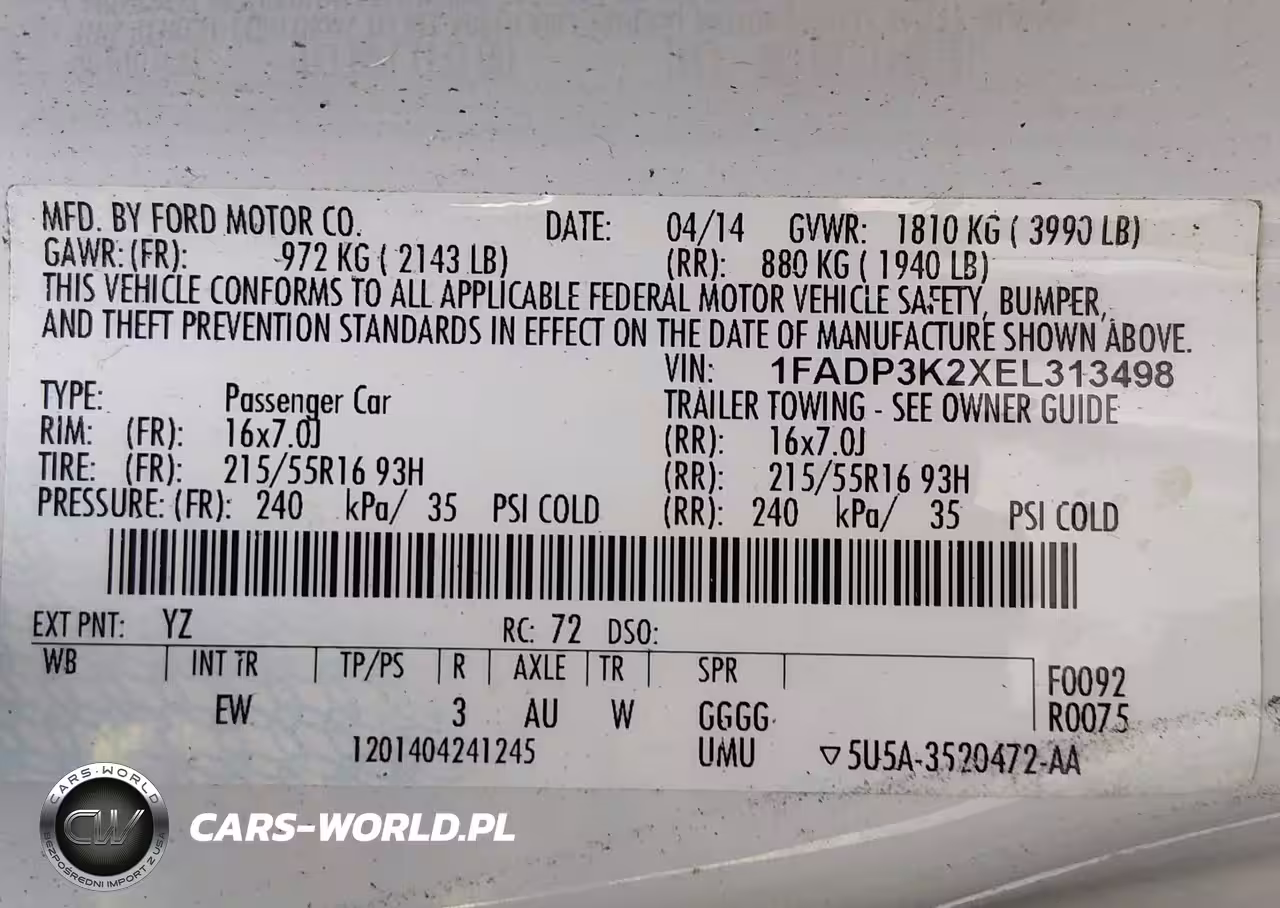 MFD. BY FORD MOTOR CO. DATE: 04/14 GVWR: 1810 KG ( 3990 LB)
GAWR: (FR): 972 KG ( 2143 LB) (RR): 880 KG ( 1940 LB)
THIS VEHICLE CONFORMS TO ALL APPLICABLE FEDERAL MOTOR VEHICLE SAFETY, BUMPER,
AND THEFT PREVENTION STANDARDS IN EFFECT ON THE DATE OF MANUFACTURE SHOWN ABOVE.
VIN: 1FADP3K2XEL313498
TYPE: Passenger Car TRAILER TOWING - SEE OWNER GUIDE
RIM: (FR): 16x7.0J (RR): 16x7.0J
TIRE: (FR): 215/55R16 93H (RR): 215/55R16 93H
PRESSURE: (FR): 240 kPa/ 35 PSI COLD (RR): 240 kPa/ 35 PSI COLD
EXT PNT: YZ RC: 72 DSO:
WB INT TR TP/PS R AXLE TR SPR F0092
EW 3 AU W GGGG R0075
1201404241245 UMU ▽5U5A-3520472-AA
CARS-WORLD
CW
BEZPOŚREDNI IMPORT Z USA
CARS-WORLD.PL